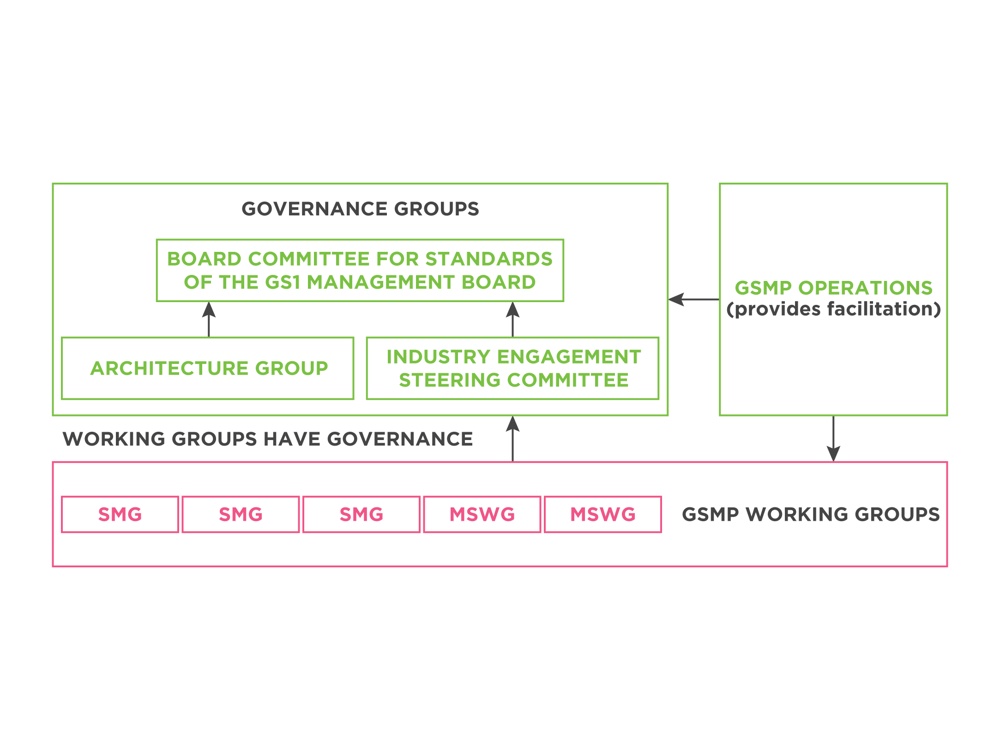 GOVERNANCE GROUPS
BOARD COMMITTEE FOR STANDARDS
OF THE GS1 MANAGEMENT BOARD
ARCHITECTURE GROUP
INDUSTRY ENGAGEMENT
STEERING COMMITTEE
GSMP OPERATIONS
(provides facilitation)
WORKING GROUPS HAVE GOVERNANCE
SMG
SMG
SMG
MSWG
MSWG
GSMP WORKING GROUPS